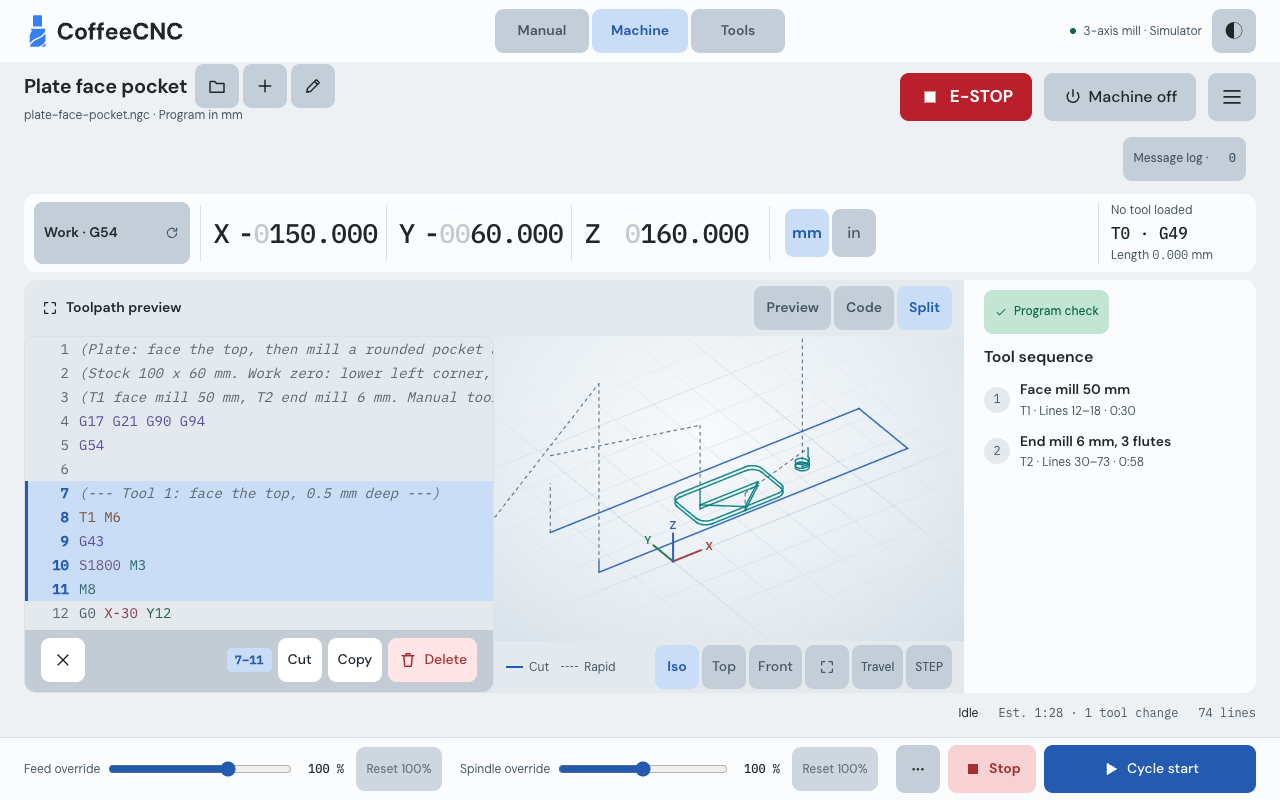 CoffeeCNC
Manual Machine Tools
3-axis mill · Simulator
Plate face pocket
plate-face-pocket.ngc · Program in mm
E-STOP
Machine off
Message log · 0
Work · G54
X -0150.000
Y -0060.000
Z 0160.000
mm in
No tool loaded
T0 · G49
Length 0.000 mm
Toolpath preview
Preview Code Split
1 (Plate: face the top, then mill a rounded pocket
2 (Stock 100 x 60 mm. Work zero: lower left corner,
3 (T1 face mill 50 mm, T2 end mill 6 mm. Manual
4 G17 G21 G90 G94
5 G54
6
7 (--- Tool 1: face the top, 0.5 mm deep ---)
8 T1 M6
9 G43
10 S1800 M3
11 M8
12 G0 X-30 Y12
7–11 Cut Copy Delete
Z
Y
X
Cut Rapid
Iso Top Front Travel STEP
Program check
Tool sequence
1 Face mill 50 mm
T1 · Lines 12–18 · 0:30
2 End mill 6 mm, 3 flutes
T2 · Lines 30–73 · 0:58
Idle Est. 1:28 · 1 tool change 74 lines
Feed override 100 % Reset 100%
Spindle override 100 % Reset 100%
... Stop Cycle start